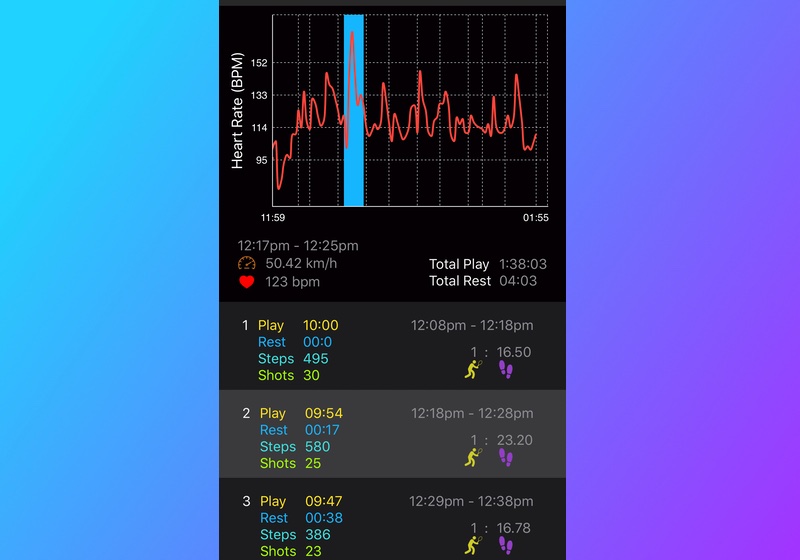 Heart Rate (BPM)
152
133
114
95
11:59 01:55
12:17pm - 12:25pm
50.42 km/h Total Play 1:38:03
123 bpm Total Rest 04:03
1 Play 10:00 12:08pm - 12:18pm
Rest 00:0
Steps 495 1 : 16.50
Shots 30
2 Play 09:54 12:18pm - 12:28pm
Rest 00:17
Steps 580 1 : 23.20
Shots 25
3 Play 09:47 12:29pm - 12:38pm
Rest 00:38
Steps 386 1 : 16.78
Shots 23